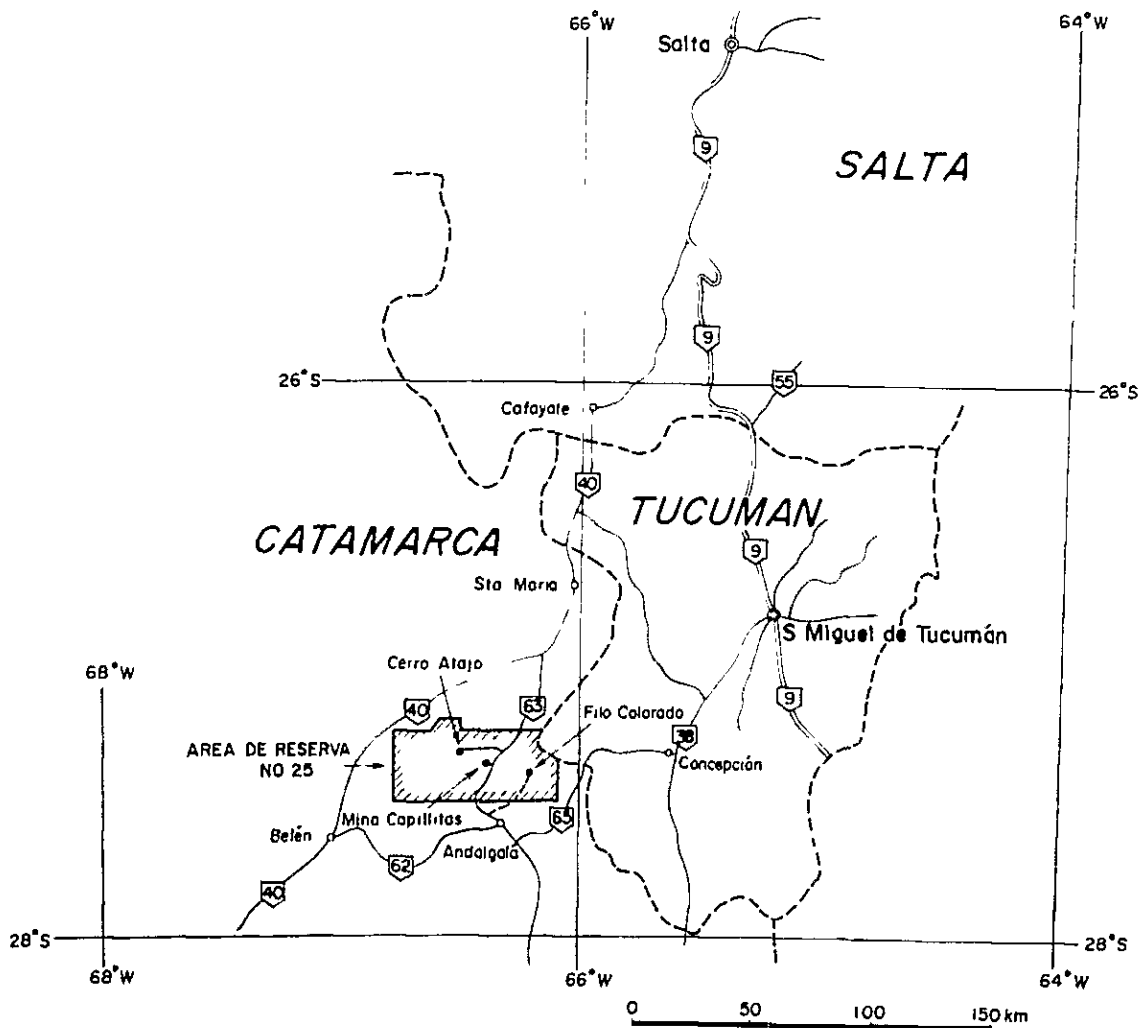 66°W
64°W
Salta
9
SALTA
9
26°S
55
26°S
Cafayate
40
TUCUMAN
CATAMARCA
9
Sta Maria
S Miguel de Tucumán
68°W
Cerro Atajo
40
63
Filo Colorado
9
38
AREA DE RESERVA
NO 25
Concepción
Mina Capillitas
65
Belén
Andalgalá
62
40
28°S
28°S
68°W
66°W
64°W
0 50 100 150 km